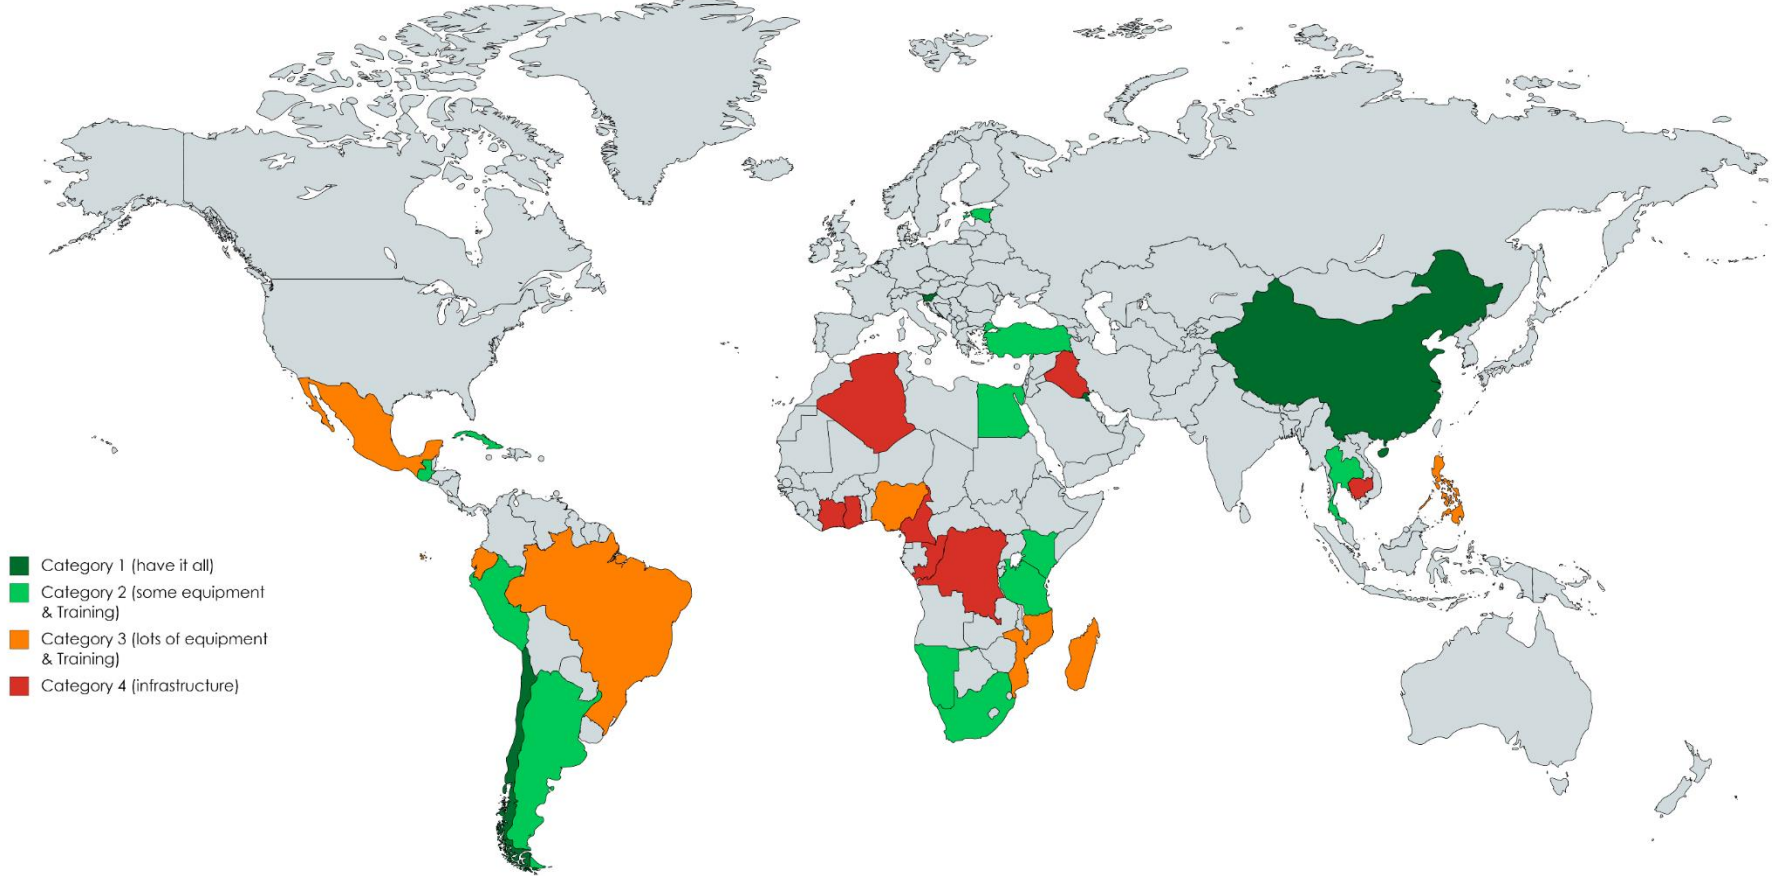 Category 1 (have it all)
Category 2 (some equipment
& Training)
Category 3 (lots of equipment
& Training)
Category 4 (infrastructure)